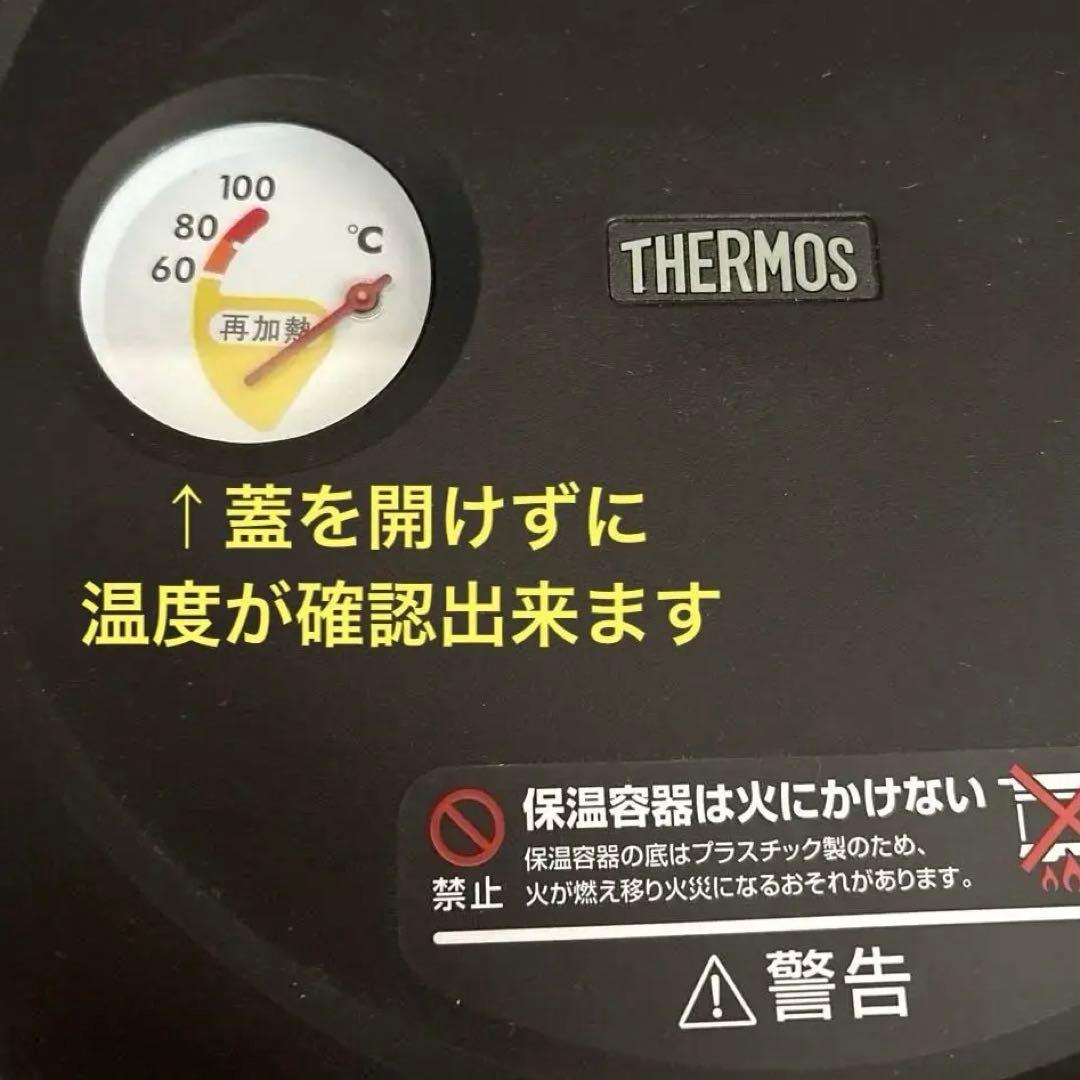 100
80
60
℃
再加熱
THERMOS
↑蓋を開けずに
温度が確認出来ます
保温容器は火にかけない
保温容器の底はプラスチック製のため、
火が燃え移り火災になるおそれがあります。
禁止
警告